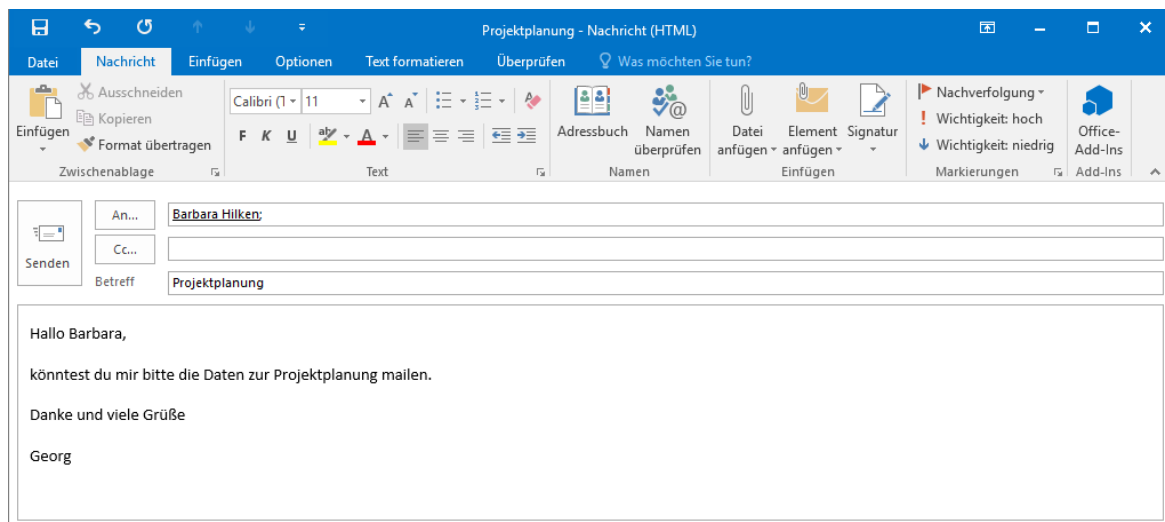 Projektplanung - Nachricht (HTML)
Datei Nachricht Einfügen Optionen Text formatieren Überprüfen Was möchten Sie tun?
Einfügen
Ausschneiden
Kopieren
Format übertragen
Zwischenablage
Calibri (T 11
F K U
Text
Adressbuch
Namen überprüfen
Namen
Datei anfügen
Element anfügen
Signatur
Einfügen
Nachverfolgung
Wichtigkeit: hoch
Wichtigkeit: niedrig
Markierungen
Office-Add-Ins
Add-Ins
Senden
An... Barbara Hilken;
Cc...
Betreff Projektplanung
Hallo Barbara,
könntest du mir bitte die Daten zur Projektplanung mailen.
Danke und viele Grüße
Georg